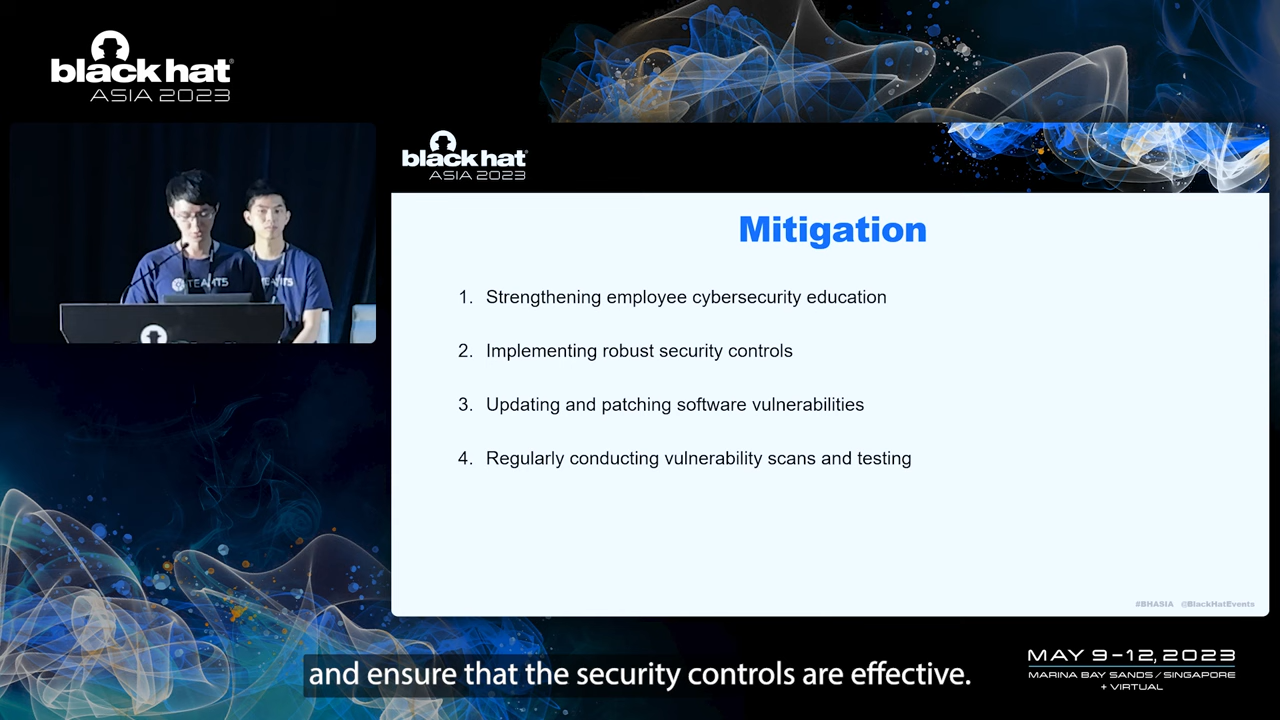 black hat
ASIA 2023
black hat
ASIA 2023
Mitigation
1. Strengthening employee cybersecurity education
2. Implementing robust security controls
3. Updating and patching software vulnerabilities
4. Regularly conducting vulnerability scans and testing
TEAMT5
#BHASIA @BlackHatEvents
and ensure that the security controls are effective.
MAY 9-12, 2023
MARINA BAY SANDS / SINGAPORE
+ VIRTUAL